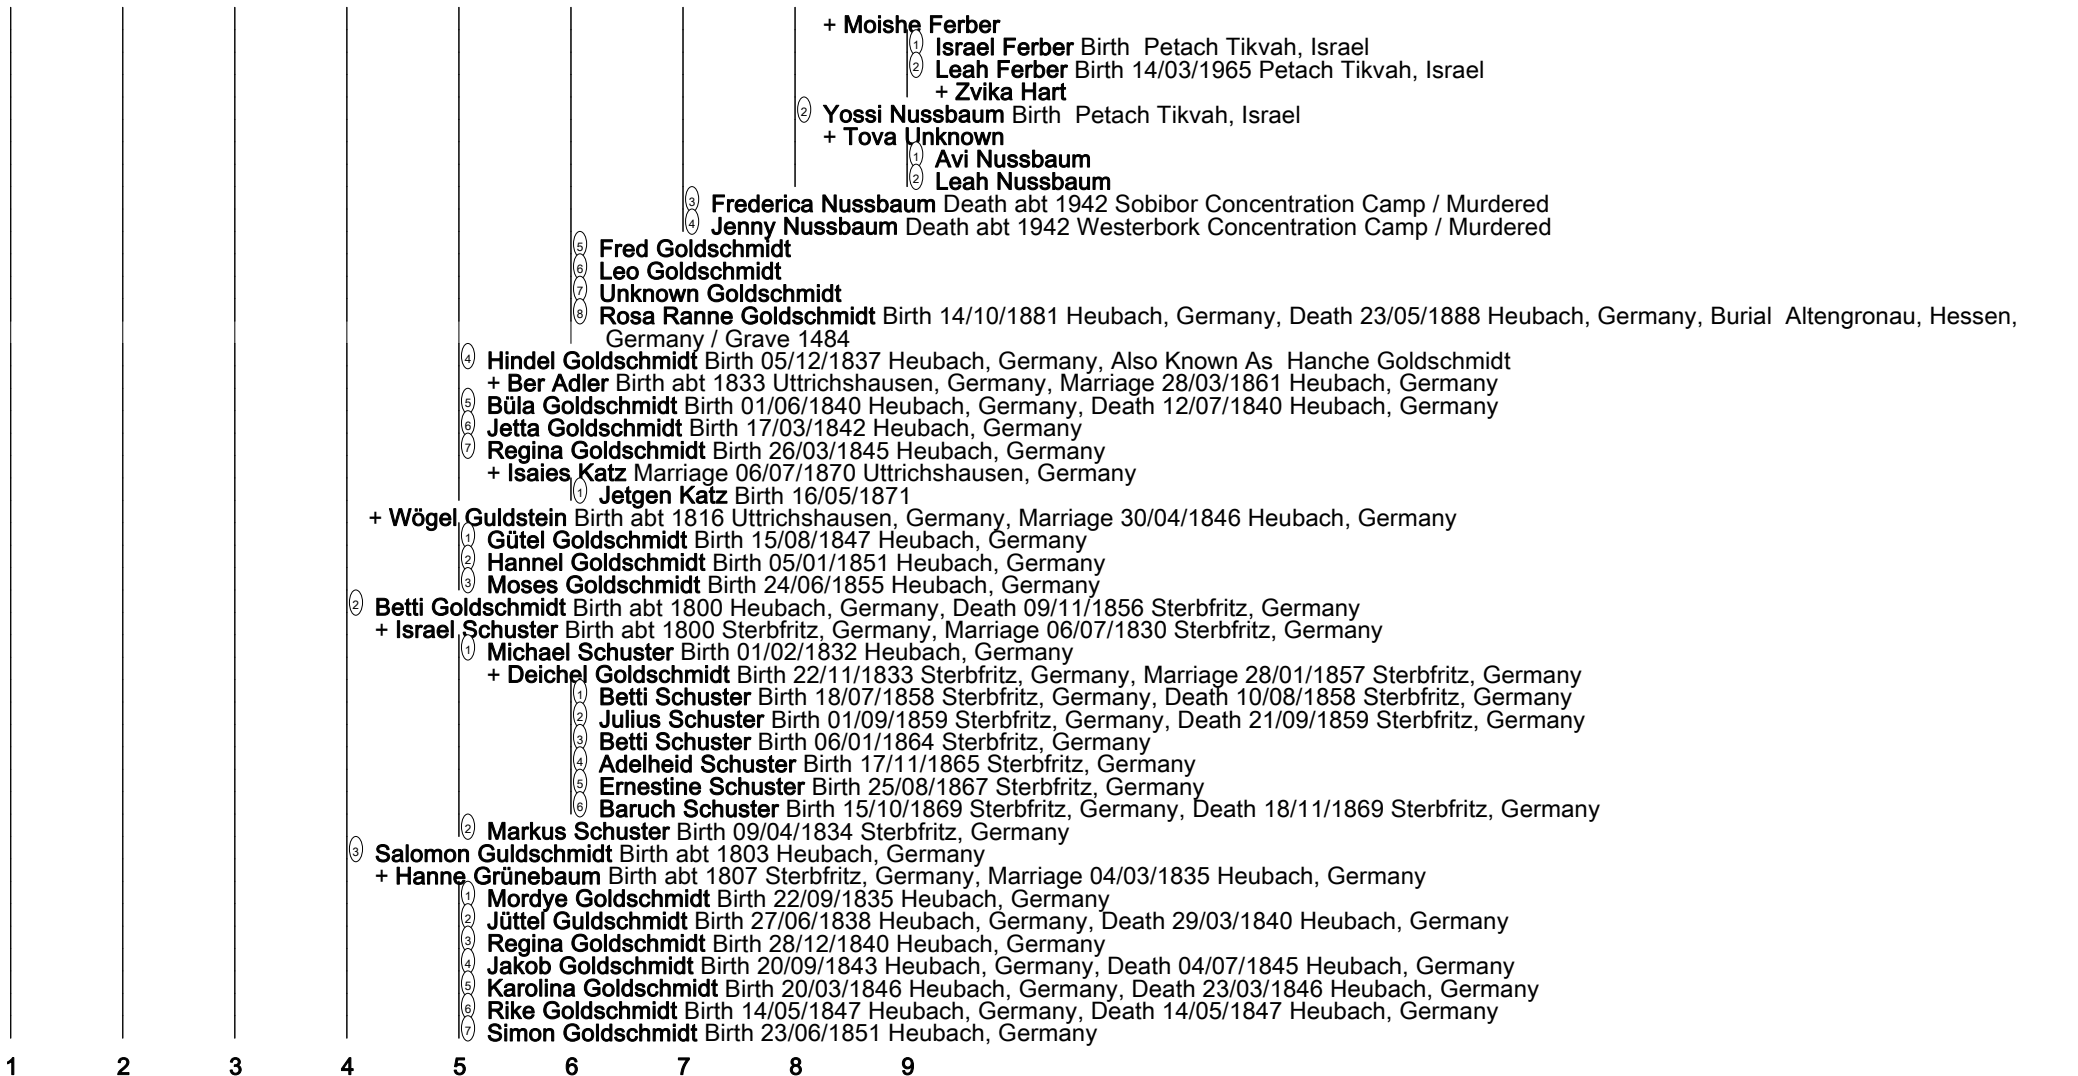 + Moishe Ferber
1 Israel Ferber Birth  Petach Tikvah, Israel
2 Leah Ferber Birth 14/03/1965 Petach Tikvah, Israel
+ Zvika Hart
2 Yossi Nussbaum Birth  Petach Tikvah, Israel
+ Tova Unknown
1 Avi Nussbaum
2 Leah Nussbaum
3 Frederica Nussbaum Death abt 1942 Sobibor Concentration Camp / Murdered
4 Jenny Nussbaum Death abt 1942 Westerbork Concentration Camp / Murdered
5 Fred Goldschmidt
6 Leo Goldschmidt
7 Unknown Goldschmidt
8 Rosa Ranne Goldschmidt Birth 14/10/1881 Heubach, Germany, Death 23/05/1888 Heubach, Germany, Burial  Altengronau, Hessen,
Germany / Grave 1484
4 Hindel Goldschmidt Birth 05/12/1837 Heubach, Germany, Also Known As  Hanche Goldschmidt
+ Ber Adler Birth abt 1833 Uttrichshausen, Germany, Marriage 28/03/1861 Heubach, Germany
5 Büla Goldschmidt Birth 01/06/1840 Heubach, Germany, Death 12/07/1840 Heubach, Germany
6 Jetta Goldschmidt Birth 17/03/1842 Heubach, Germany
7 Regina Goldschmidt Birth 26/03/1845 Heubach, Germany
+ Isaies Katz Marriage 06/07/1870 Uttrichshausen, Germany
1 Jetgen Katz Birth 16/05/1871
+ Wögel Guldstein Birth abt 1816 Uttrichshausen, Germany, Marriage 30/04/1846 Heubach, Germany
1 Gütel Goldschmidt Birth 15/08/1847 Heubach, Germany
2 Hannel Goldschmidt Birth 05/01/1851 Heubach, Germany
3 Moses Goldschmidt Birth 24/06/1855 Heubach, Germany
2 Betti Goldschmidt Birth abt 1800 Heubach, Germany, Death 09/11/1856 Sterbfritz, Germany
+ Israel Schuster Birth abt 1800 Sterbfritz, Germany, Marriage 06/07/1830 Sterbfritz, Germany
1 Michael Schuster Birth 01/02/1832 Heubach, Germany
+ Deichel Goldschmidt Birth 22/11/1833 Sterbfritz, Germany, Marriage 28/01/1857 Sterbfritz, Germany
1 Betti Schuster Birth 18/07/1858 Sterbfritz, Germany, Death 10/08/1858 Sterbfritz, Germany
2 Julius Schuster Birth 01/09/1859 Sterbfritz, Germany, Death 21/09/1859 Sterbfritz, Germany
3 Betti Schuster Birth 06/01/1864 Sterbfritz, Germany
4 Adelheid Schuster Birth 17/11/1865 Sterbfritz, Germany
5 Ernestine Schuster Birth 25/08/1867 Sterbfritz, Germany
6 Baruch Schuster Birth 15/10/1869 Sterbfritz, Germany, Death 18/11/1869 Sterbfritz, Germany
2 Markus Schuster Birth 09/04/1834 Sterbfritz, Germany
3 Salomon Guldschmidt Birth abt 1803 Heubach, Germany
+ Hanne Grünebaum Birth abt 1807 Sterbfritz, Germany, Marriage 04/03/1835 Heubach, Germany
1 Mordye Goldschmidt Birth 22/09/1835 Heubach, Germany
2 Jüttel Guldschmidt Birth 27/06/1838 Heubach, Germany, Death 29/03/1840 Heubach, Germany
3 Regina Goldschmidt Birth 28/12/1840 Heubach, Germany
4 Jakob Goldschmidt Birth 20/09/1843 Heubach, Germany, Death 04/07/1845 Heubach, Germany
5 Karolina Goldschmidt Birth 20/03/1846 Heubach, Germany, Death 23/03/1846 Heubach, Germany
6 Rike Goldschmidt Birth 14/05/1847 Heubach, Germany, Death 14/05/1847 Heubach, Germany
7 Simon Goldschmidt Birth 23/06/1851 Heubach, Germany
1 2 3 4 5 6 7 8 9